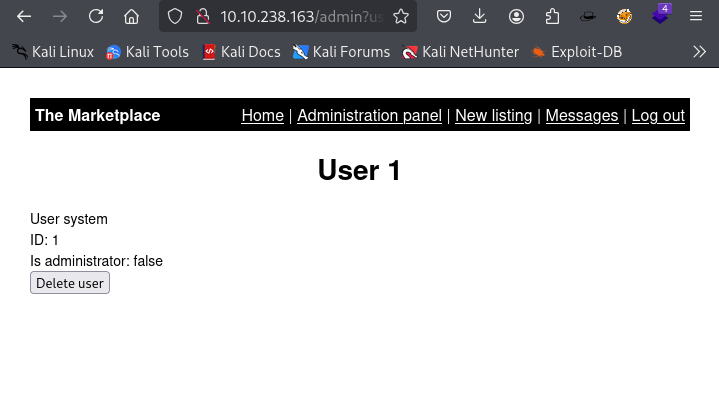 10.10.238.163/admin?us
4
Kali Linux Kali Tools Kali Docs Kali Forums Kali NetHunter Exploit-DB
The Marketplace Home | Administration panel | New listing | Messages | Log out
User 1
User system
ID: 1
Is administrator: false
Delete user